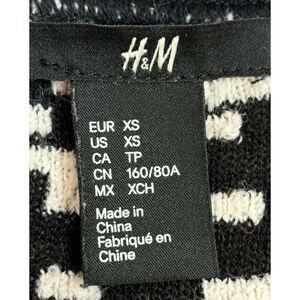 H&M
EUR XS
US XS
CA TP
CN 160/80A
MX XCH
Made in
China
Fabriqué en
Chine